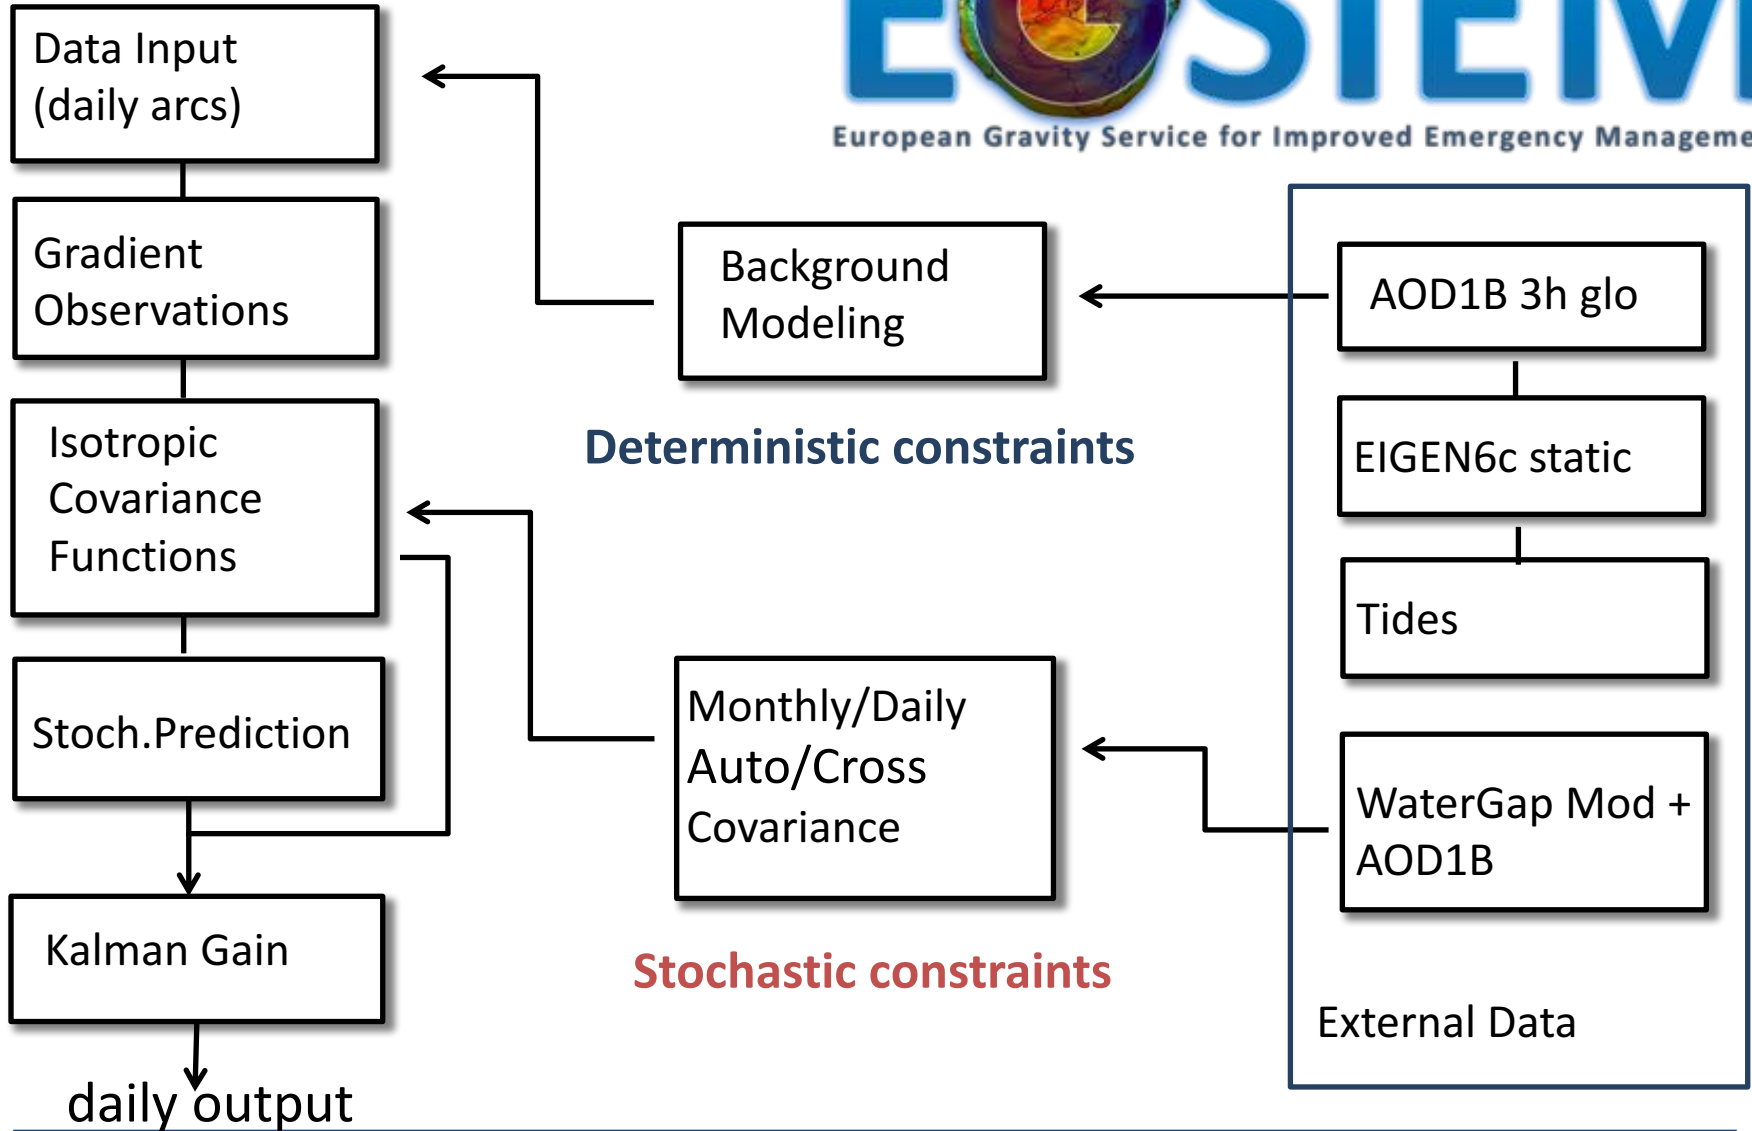 Data Input
(daily arcs)
EGSIEM
European Gravity Service for Improved Emergency Manageme
Gradient
Observations
Background
Modeling
AOD1B 3h glo
Isotropic
Covariance
Functions
Deterministic constraints
EIGEN6c static
Tides
Stoch.Prediction
Monthly/Daily
Auto/Cross
Covariance
WaterGap Mod +
AOD1B
Kalman Gain
Stochastic constraints
External Data
daily output